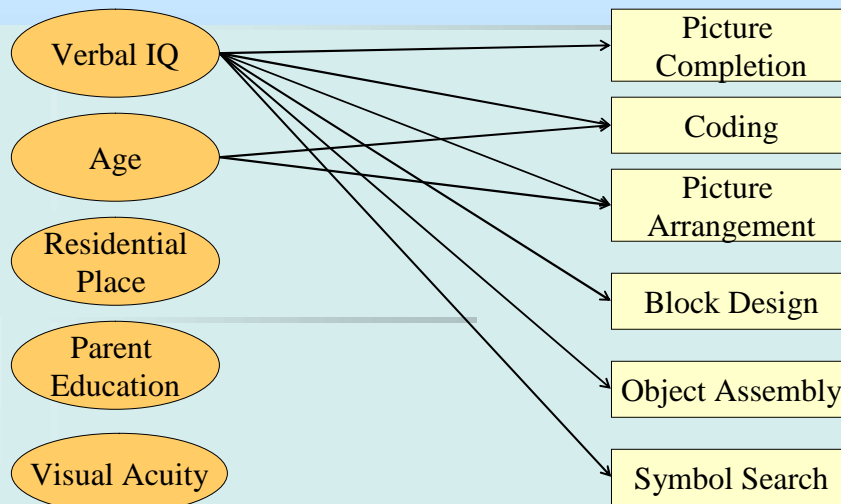 Verbal IQ
Age
Residential
Place
Parent
Education
Visual Acuity
Picture
Completion
Coding
Picture
Arrangement
Block Design
Object Assembly
Symbol Search